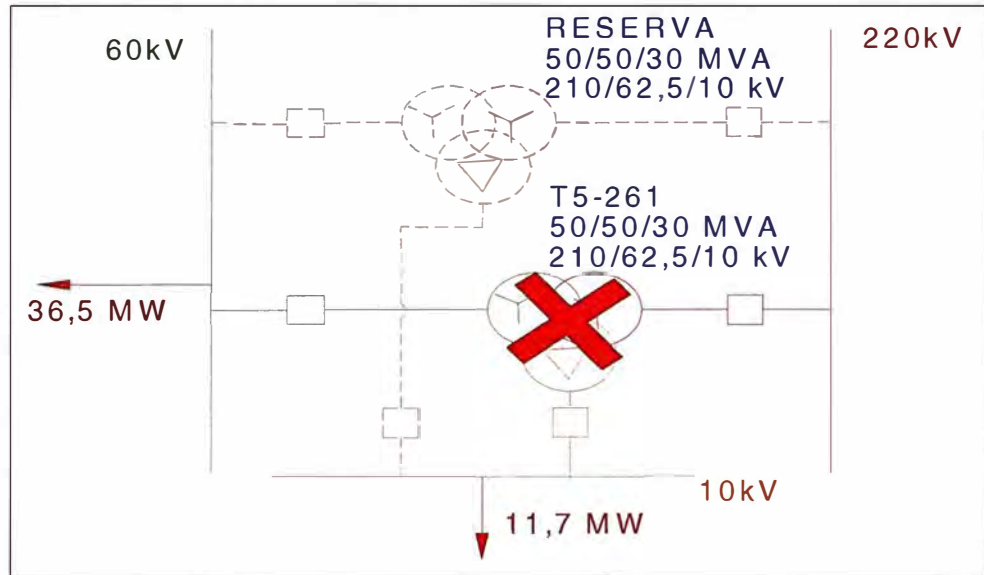 60kV
RESERVA
50/50/30 MVA
210/62,5/10 kV
220kV
T5-261
50/50/30 MVA
210/62,5/10 kV
36,5 MW
10kV
11,7 MW